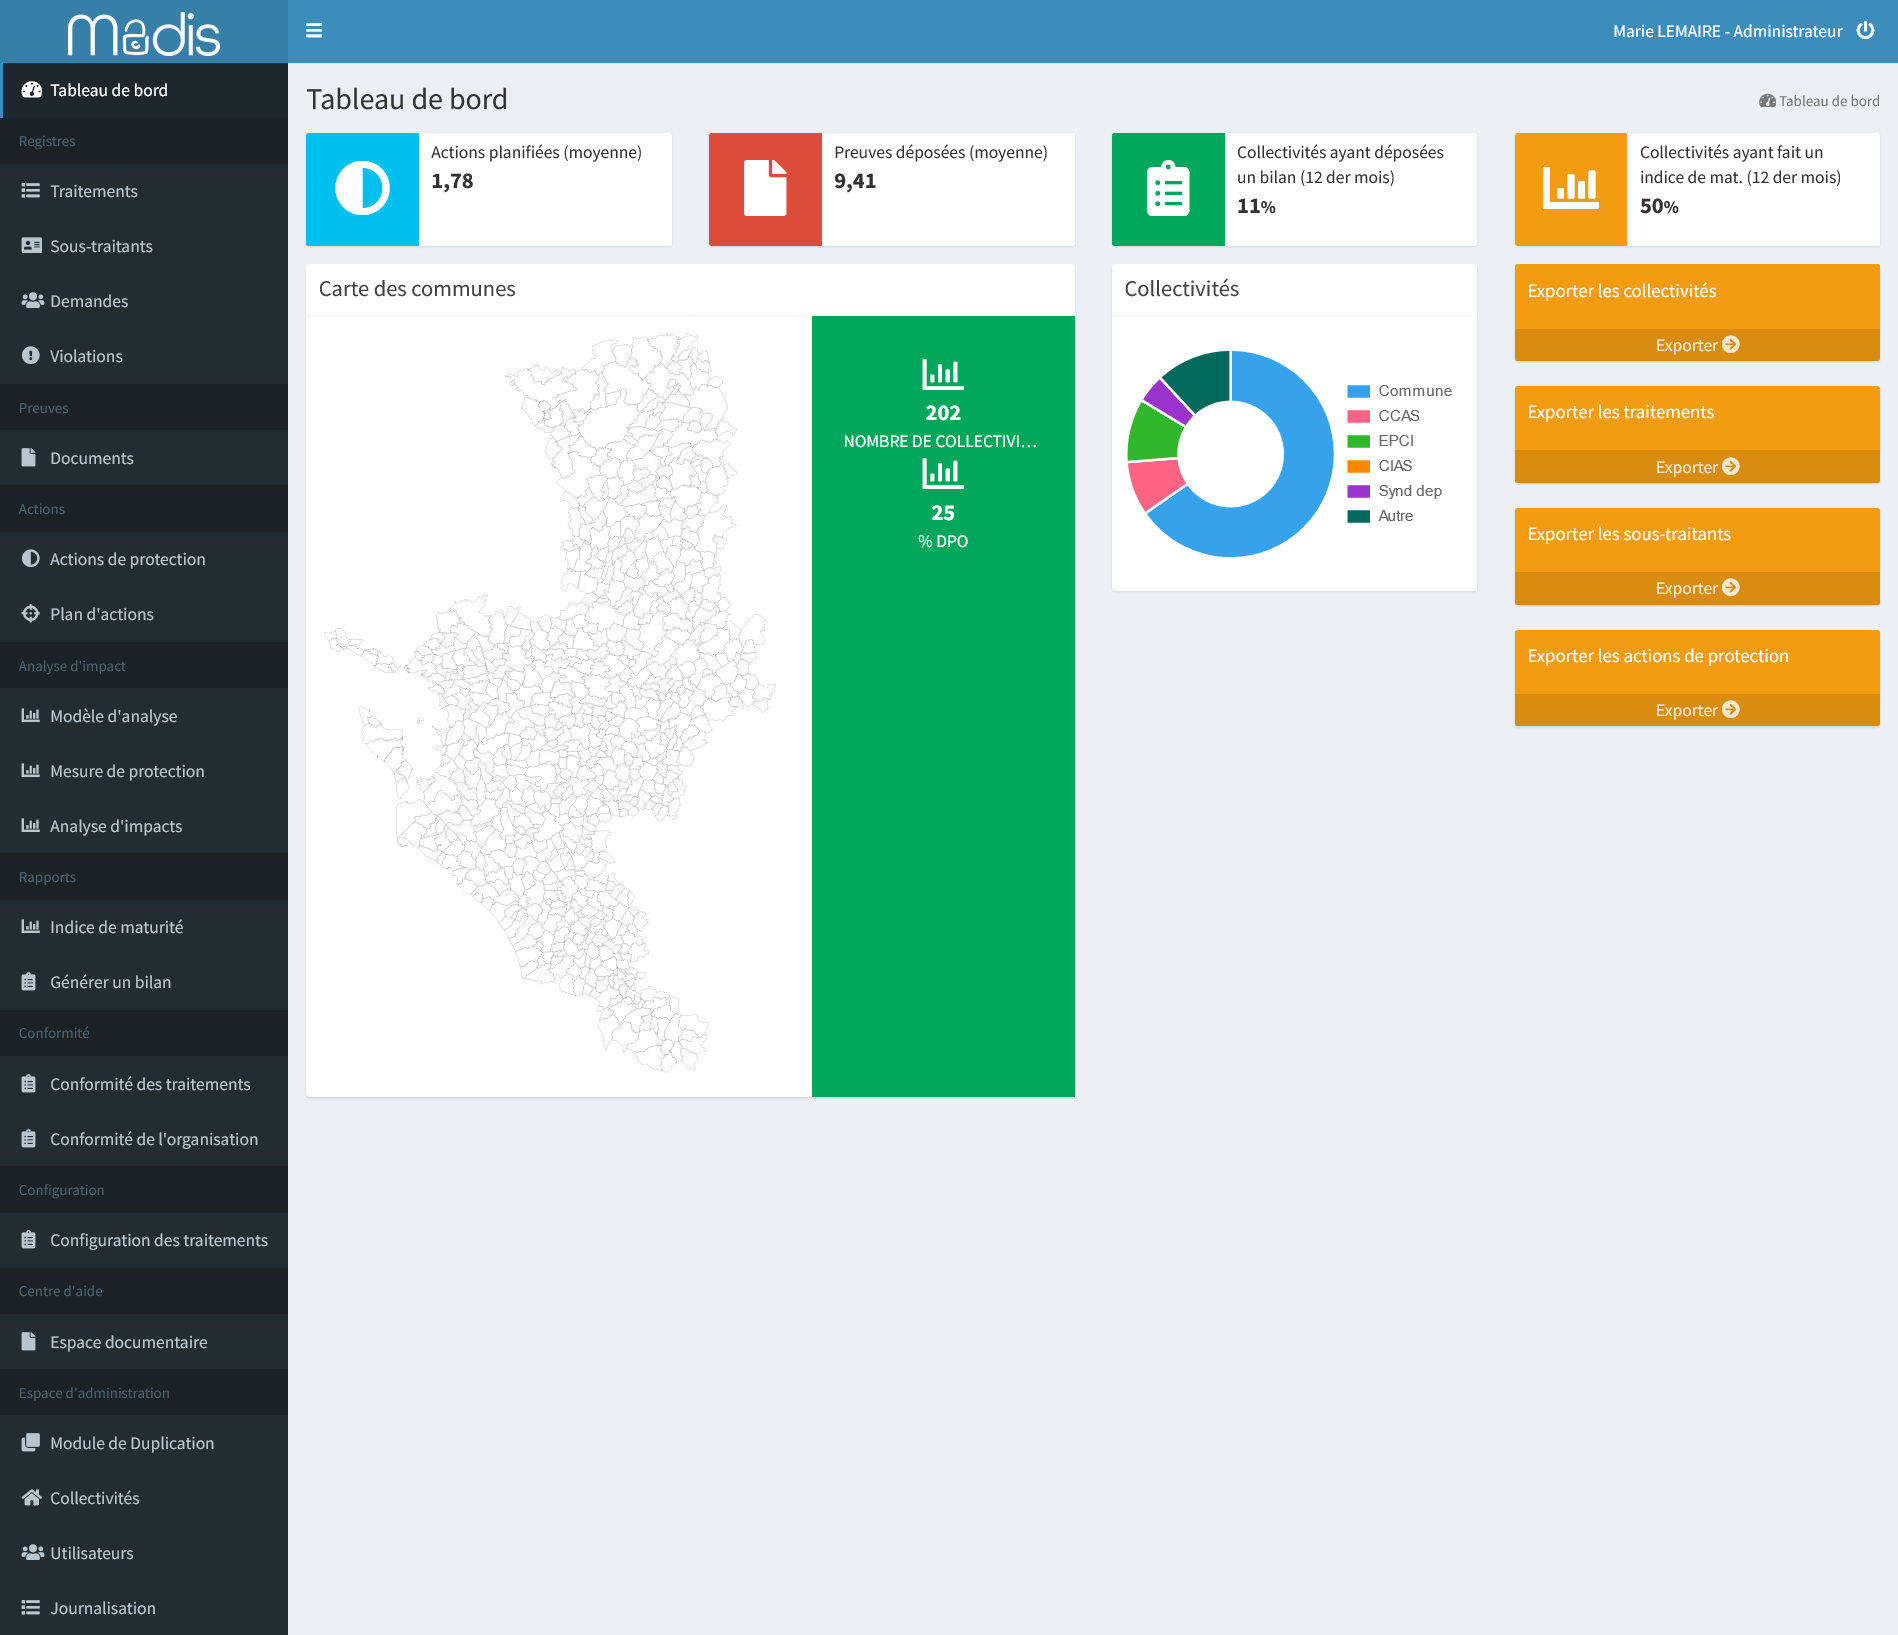 Madis
Marie LEMAIRE - Administrateur
Tableau de bord
Registres
Traitements
Sous-traitants
Demandes
Violations
Preuves
Documents
Actions
Actions de protection
Plan d'actions
Analyse d'impact
Modèle d'analyse
Mesure de protection
Analyse d'impacts
Rapports
Indice de maturité
Générer un bilan
Conformité
Conformité des traitements
Conformité de l'organisation
Configuration
Configuration des traitements
Centre d'aide
Espace documentaire
Espace d'administration
Module de Duplication
Collectivités
Utilisateurs
Journalisation
Tableau de bord
Tableau de bord
Actions planifiées (moyenne)
1,78
Preuves déposées (moyenne)
9,41
Collectivités ayant déposées
un bilan (12 der mois)
11%
Collectivités ayant fait un
indice de mat. (12 der mois)
50%
Carte des communes
202
NOMBRE DE COLLECTIVI...
25
% DPO
Collectivités
Commune
CCAS
EPCI
CIAS
Synd dep
Autre
Exporter les collectivités
Exporter
Exporter les traitements
Exporter
Exporter les sous-traitants
Exporter
Exporter les actions de protection
Exporter